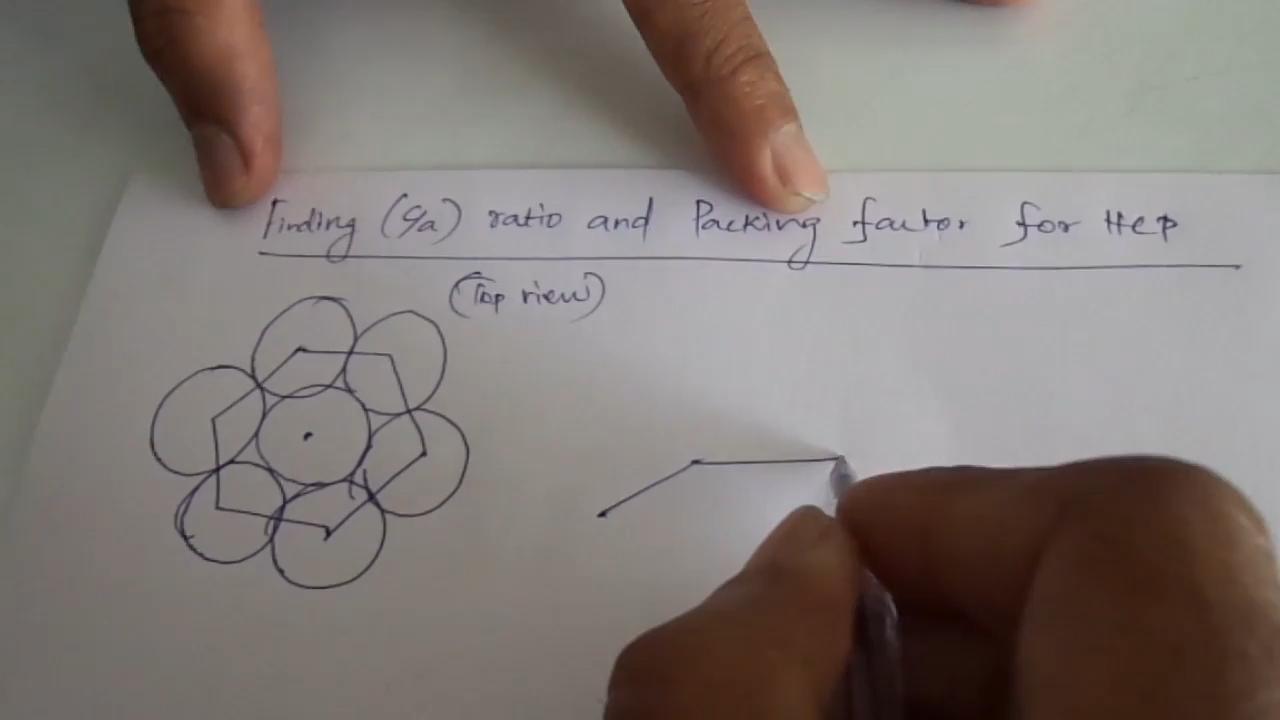 Finding (c/a) ratio and Packing factor for Hcp
(Top view)